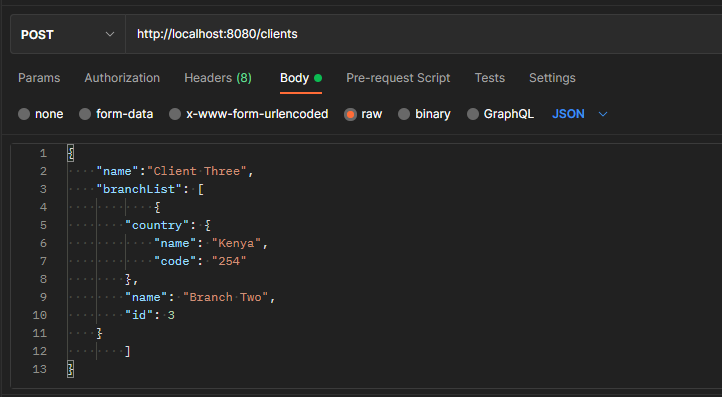 POST http://localhost:8080/clients
Params Authorization Headers (8) Body Pre-request Script Tests Settings
none form-data x-www-form-urlencoded raw binary GraphQL JSON
1 {
2 "name":"Client Three",
3 "branchList": [
4 {
5 "country": {
6 "name": "Kenya",
7 "code": "254"
8 },
9 "name": "Branch Two",
10 "id": 3
11 }
12 ]
13 }